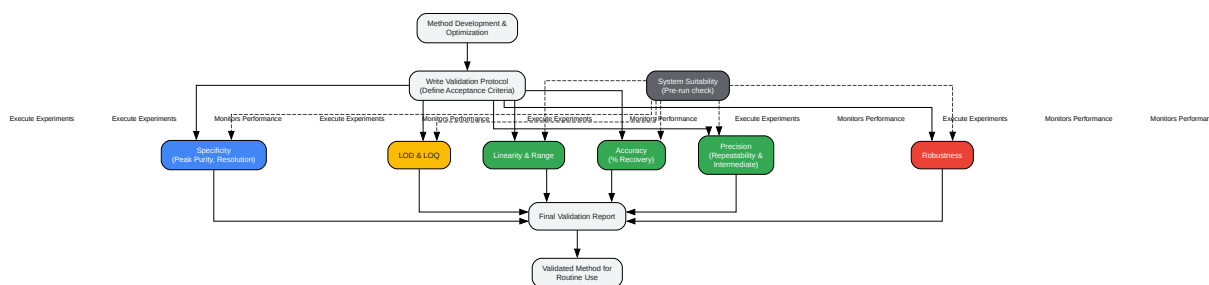 Method Development &
Optimization
Write Validation Protocol
(Define Acceptance Criteria)
System Suitability
(Pre-run check)
Execute Experiments
Execute Experiments
Monitors Performance
Execute Experiments
Monitors Performance
Execute Experiments
Monitors Performance
Execute Experiments
Monitors Performance
Execute Experiments
Monitors Performance
Monitors Performar
Specificity
(Peak Purity, Resolution)
LOD & LOQ
Linearity & Range
Accuracy
(% Recovery)
Precision
(Repeatability &
Intermediate)
Robustness
Final Validation Report
Validated Method for
Routine Use